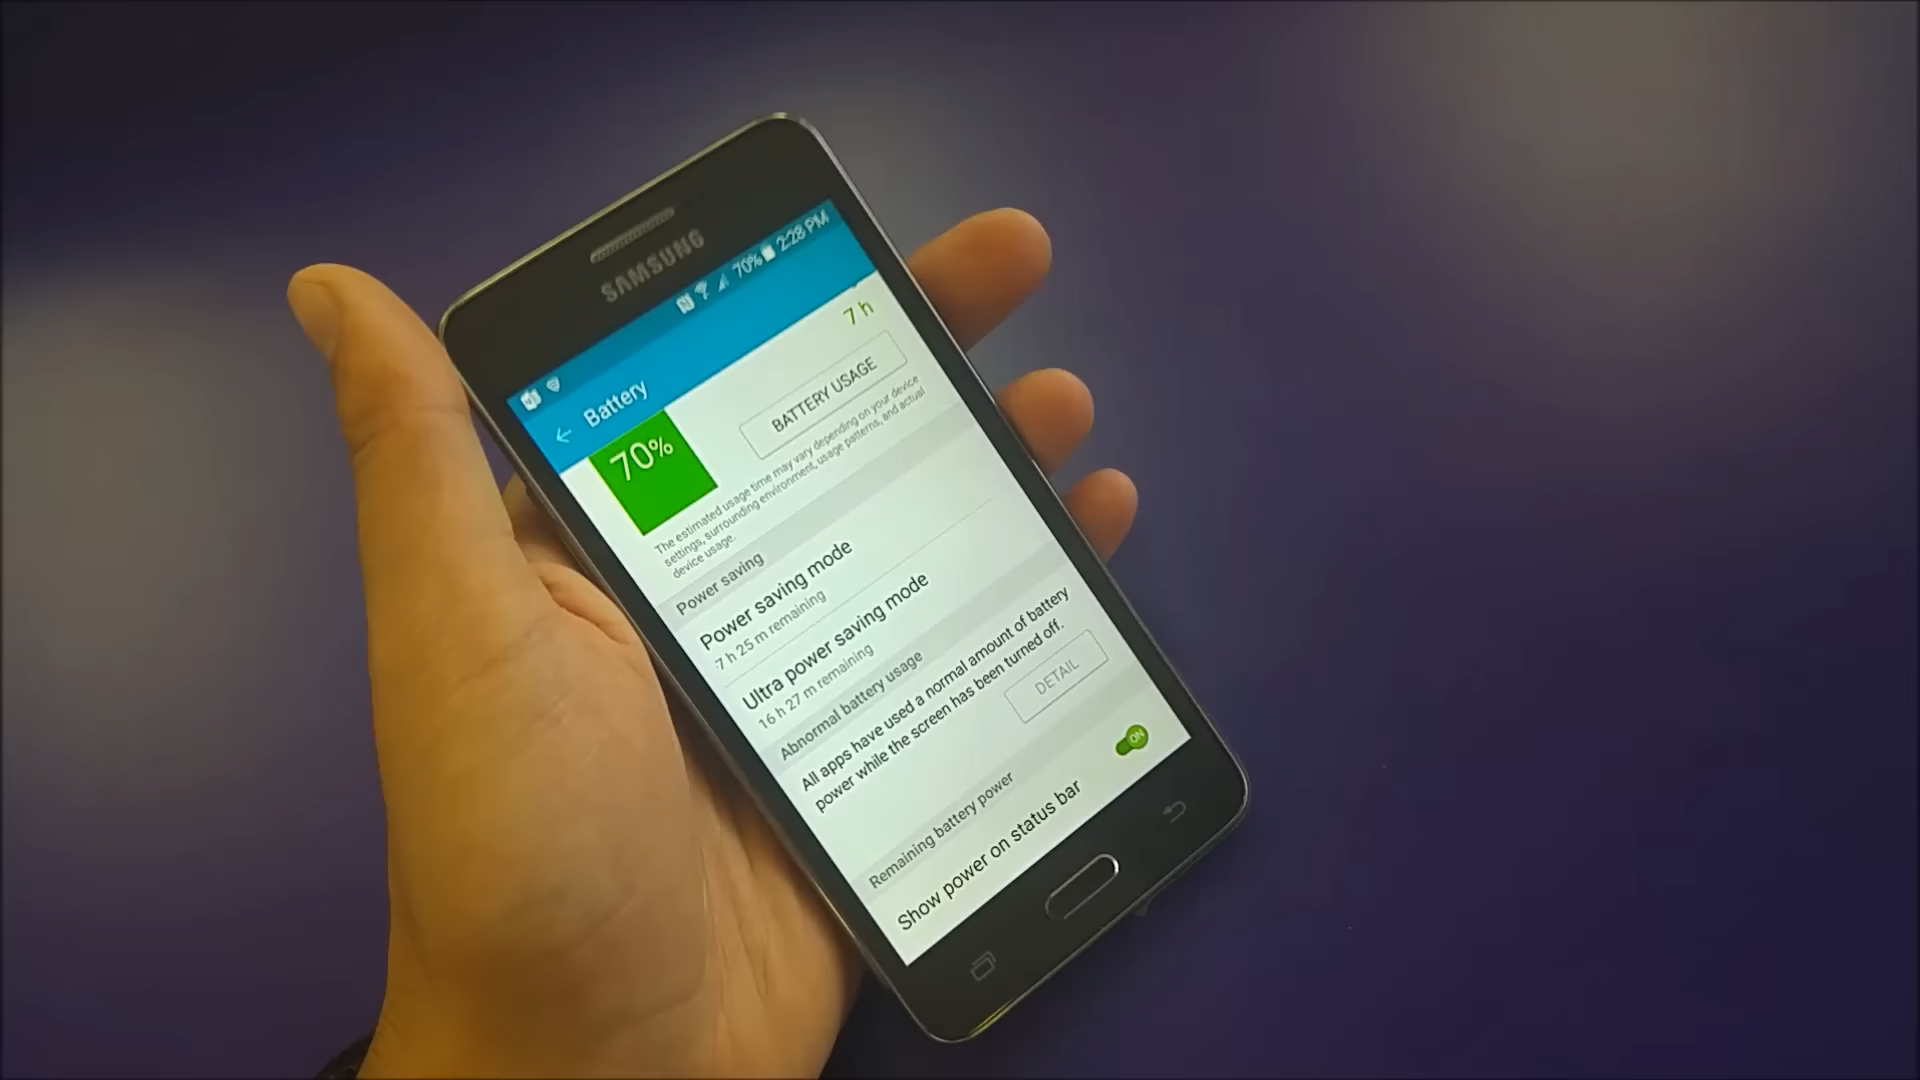 SAMSUNG
70% 2:28 PM
Battery
70%
7 h
BATTERY USAGE
The estimated usage time may vary depending on your device
settings, surrounding environment, usage patterns, and actual
device usage.
Power saving
Power saving mode
7 h 25 m remaining
Ultra power saving mode
16 h 27 m remaining
Abnormal battery usage
All apps have used a normal amount of battery
power while the screen has been turned off.
DETAIL
Remaining battery power
Show power on status bar
ON